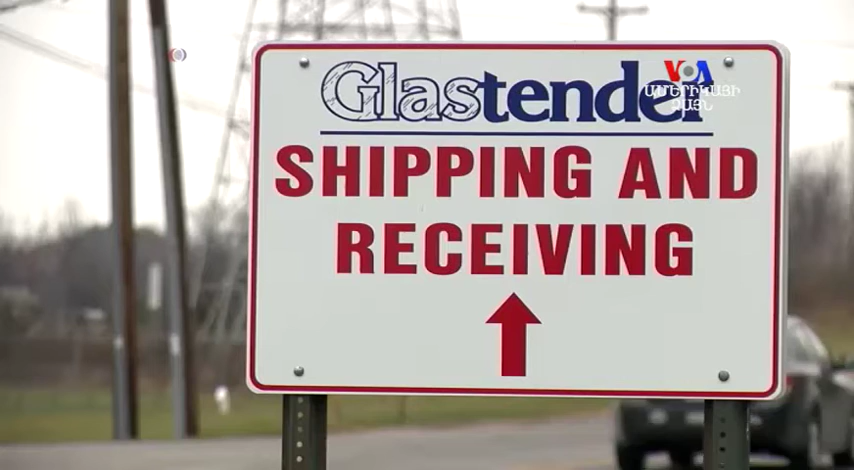 Glastender
SHIPPING AND
RECEIVING
VOA
ԱՄԵՐԻԿԱՅԻ
ՁԱՅՆ